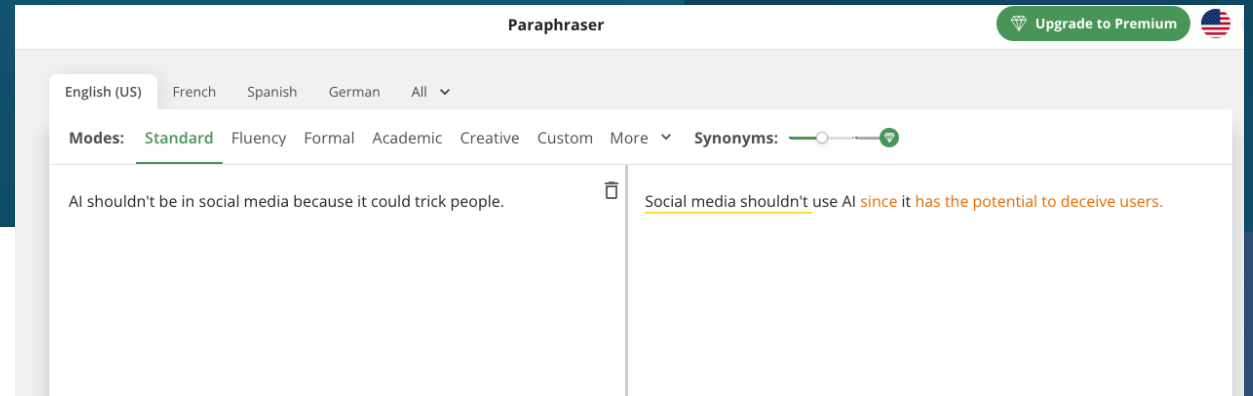 Paraphraser
Upgrade to Premium
English (US) French Spanish German All
Modes: Standard Fluency Formal Academic Creative Custom More Synonyms:
AI shouldn't be in social media because it could trick people.
Social media shouldn't use AI since it has the potential to deceive users.